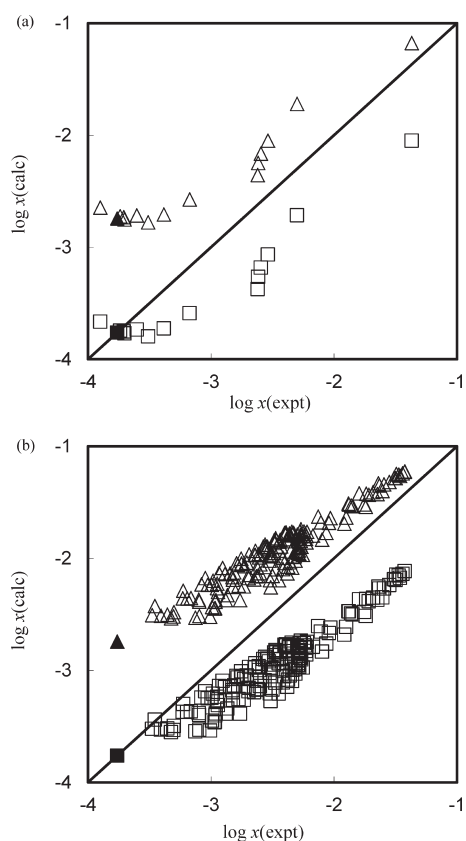 (a)
-1
-2
-3
-4
log x(calc)
-4 -3 -2 -1
log x(expt)
(b)
-1
-2
-3
-4
log x(calc)
-4 -3 -2 -1
log x(expt)